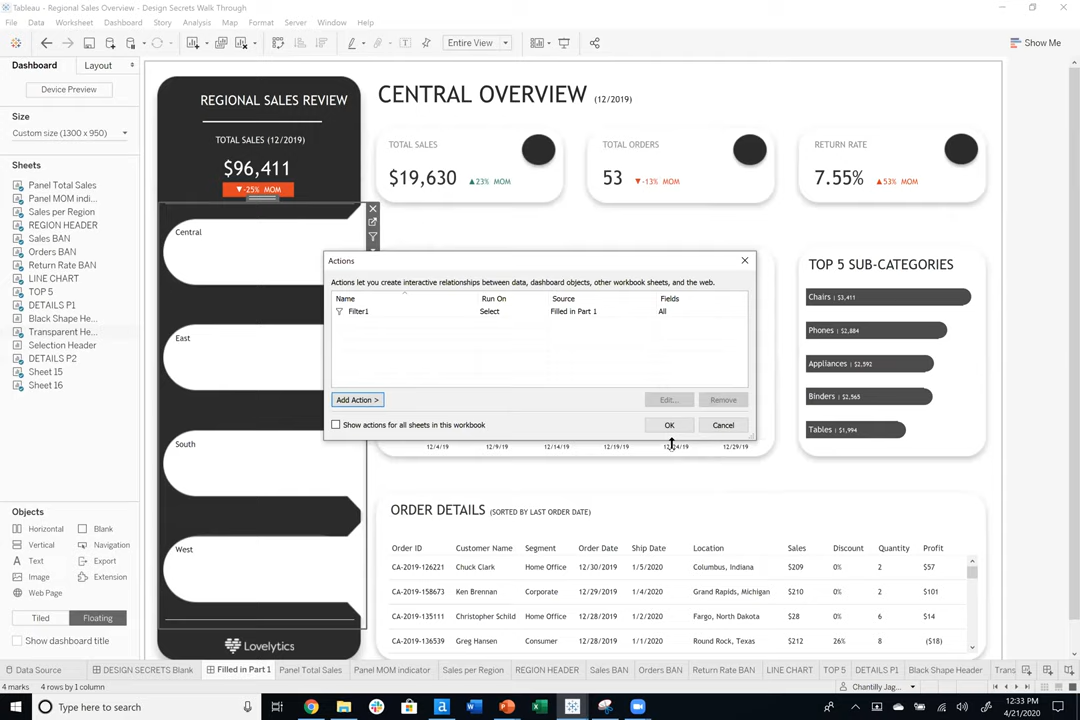 Tableau - Regional Sales Overview - Design Secrets Walk Through
File Data Worksheet Dashboard Story Analysis Map Format Server Window Help
Entire View
Show Me
Dashboard Layout
Device Preview
Size
Custom size (1300 x 950)
Sheets
Panel Total Sales
Panel MOM indi...
Sales per Region
REGION HEADER
Sales BAN
Orders BAN
Return Rate BAN
LINE CHART
TOP 5
DETAILS P1
Black Shape He...
Transparent He...
Selection Header
DETAILS P2
Sheet 15
Sheet 16
Objects
Horizontal Blank
Vertical Navigation
Text Export
Image Extension
Web Page
Tiled Floating
Show dashboard title
REGIONAL SALES REVIEW
TOTAL SALES (12/2019)
$96,411
▼-25% MOM
Central
East
South
West
Lovelytics
CENTRAL OVERVIEW (12/2019)
TOTAL SALES
$19,630 ▲23% MOM
TOTAL ORDERS
53 ▼-13% MOM
RETURN RATE
7.55% ▲53% MOM
Actions
Actions let you create interactive relationships between data, dashboard objects, other workbook sheets, and the web.
Name Run On Source Fields
Filter1 Select Filled in Part 1 All
Add Action > Edit... Remove
Show actions for all sheets in this workbook OK Cancel
12/4/19 12/9/19 12/14/19 12/19/19 12/24/19 12/29/19
TOP 5 SUB-CATEGORIES
Chairs | $3,411
Phones | $2,884
Appliances | $2,592
Binders | $2,565
Tables | $1,994
ORDER DETAILS (SORTED BY LAST ORDER DATE)
Order ID Customer Name Segment Order Date Ship Date Location Sales Discount Quantity Profit
CA-2019-126221 Chuck Clark Home Office 12/30/2019 1/5/2020 Columbus, Indiana $209 0% 2 $57
CA-2019-158673 Ken Brennan Corporate 12/29/2019 1/4/2020 Grand Rapids, Michigan $210 0% 2 $101
CA-2019-135111 Christopher Schild Home Office 12/28/2019 1/2/2020 Fargo, North Dakota $28 0% 6 $14
CA-2019-136539 Greg Hansen Consumer 12/28/2019 1/1/2020 Round Rock, Texas $212 26% 8 ($18)
Data Source DESIGN SECRETS Blank Filled in Part 1 Panel Total Sales Panel MOM indicator Sales per Region REGION HEADER Sales BAN Orders BAN Return Rate BAN LINE CHART TOP 5 DETAILS P1 Black Shape Header Trans
4 marks 4 rows by 1 column
Chantilly Jag...
Type here to search
12:33 PM
4/21/2020